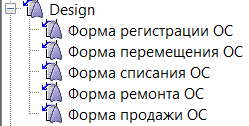 Design
Форма регистрации ОС
Форма перемещения ОС
Форма списания ОС
Форма ремонта ОС
Форма продажи ОС